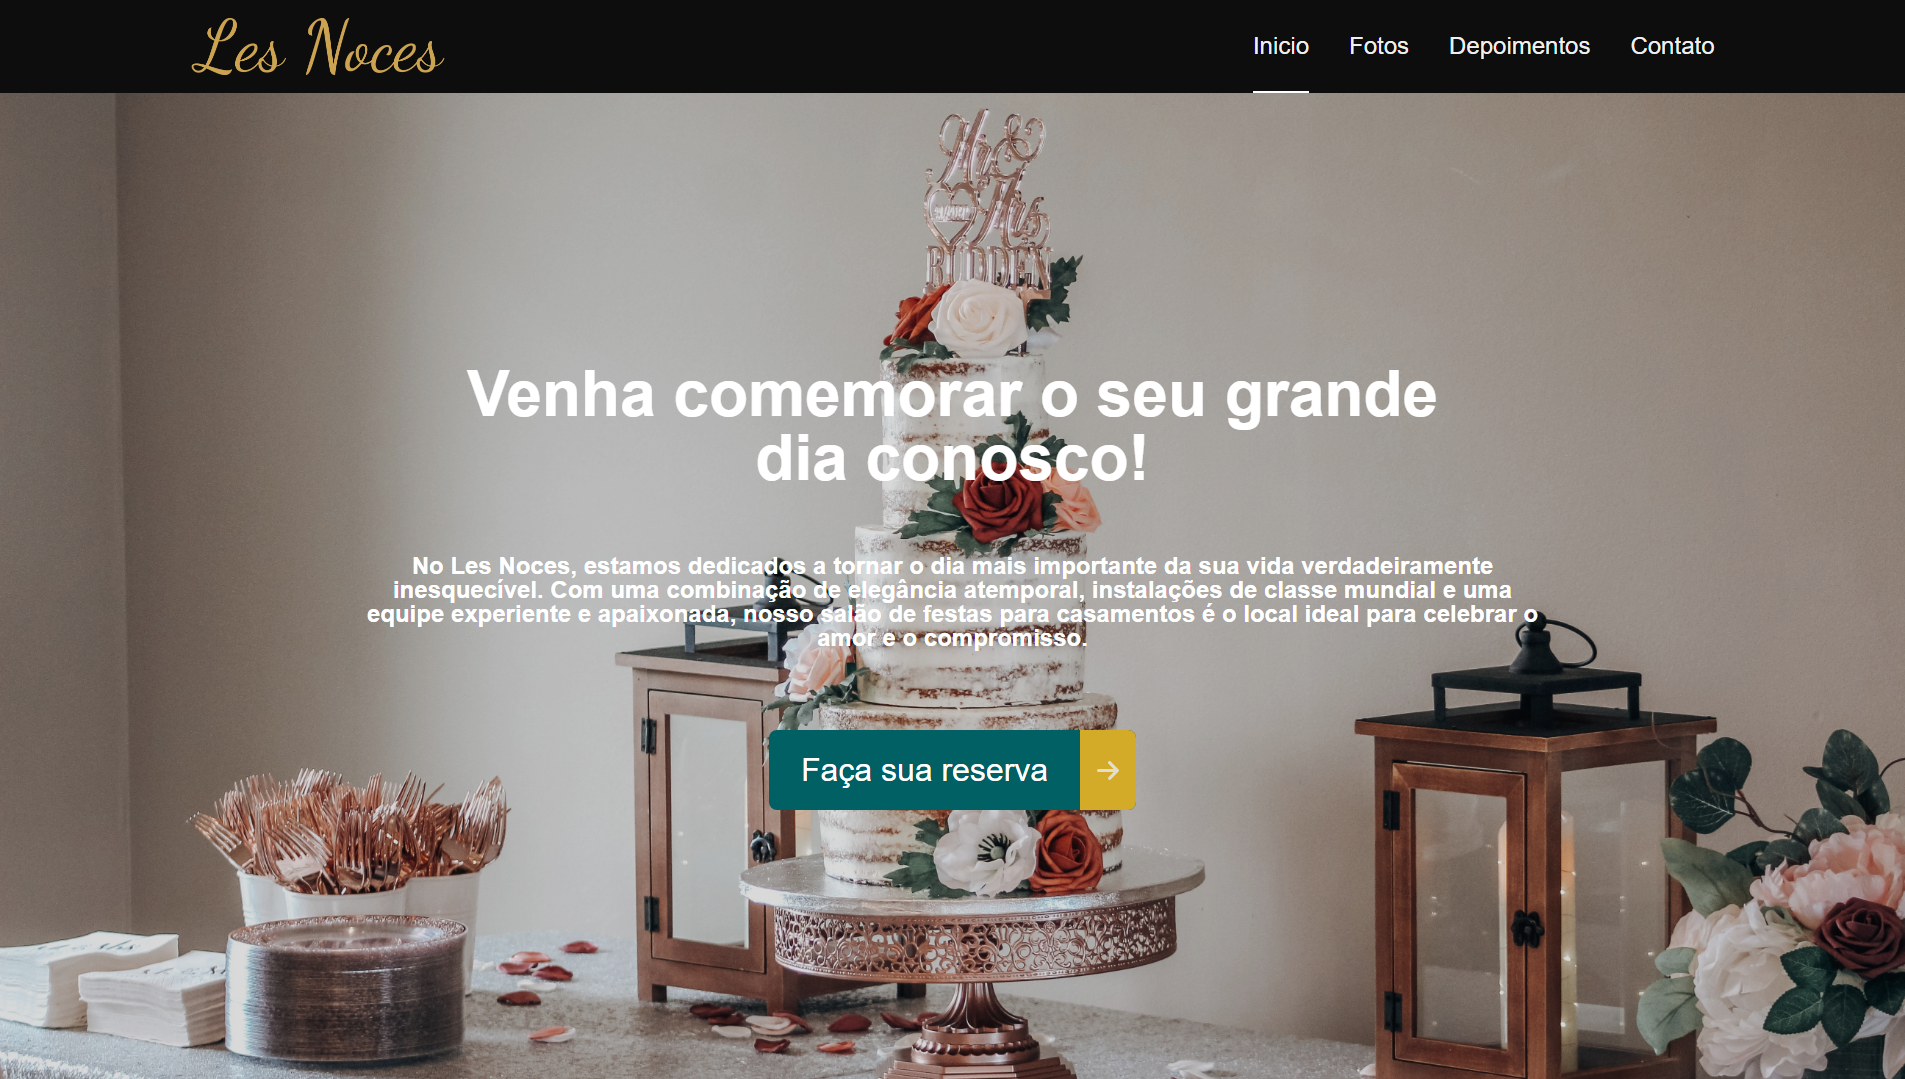 Les Noces
Inicio Fotos Depoimentos Contato
Mr &
Mrs
RUDDEN
Venha comemorar o seu grande
dia conosco!
No Les Noces, estamos dedicados a tornar o dia mais importante da sua vida verdadeiramente
inesquecível. Com uma combinação de elegância atemporal, instalações de classe mundial e uma
equipe experiente e apaixonada, nosso salão de festas para casamentos é o local ideal para celebrar o
amor e o compromisso.
Faça sua reserva